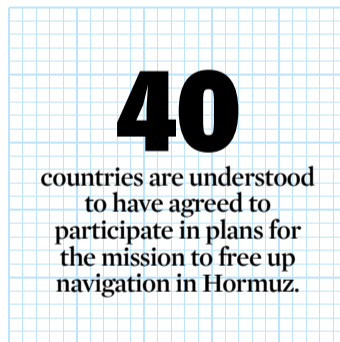 40
countries are understood
to have agreed to
participate in plans for
the mission to free up
navigation in Hormuz.